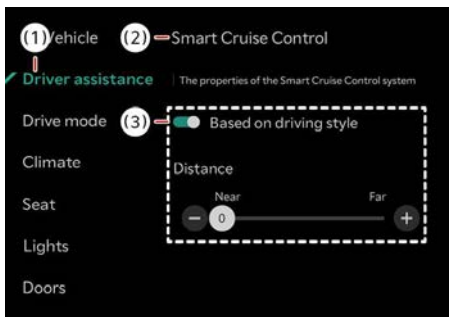 (1) Vehicle
(2) Smart Cruise Control
Driver assistance
The properties of the Smart Cruise Control system
Drive mode
(3) Based on driving style
Climate
Distance
Near
Far
Seat
0
Lights
Doors